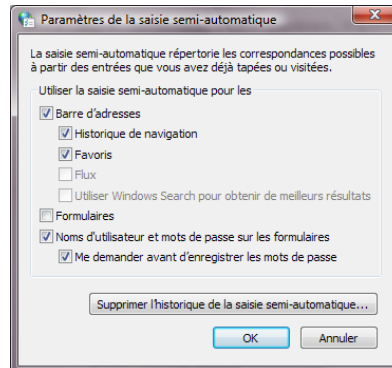 Paramètres de la saisie semi-automatique
La saisie semi-automatique répertorie les correspondances possibles
à partir des entrées que vous avez déjà tapées ou visitées.
Utiliser la saisie semi-automatique pour les
Barre d'adresses
Historique de navigation
Favoris
Flux
Utiliser Windows Search pour obtenir de meilleurs résultats
Formulaires
Noms d'utilisateur et mots de passe sur les formulaires
Me demander avant d'enregistrer les mots de passe
Supprimer l'historique de la saisie semi-automatique...
OK
Annuler